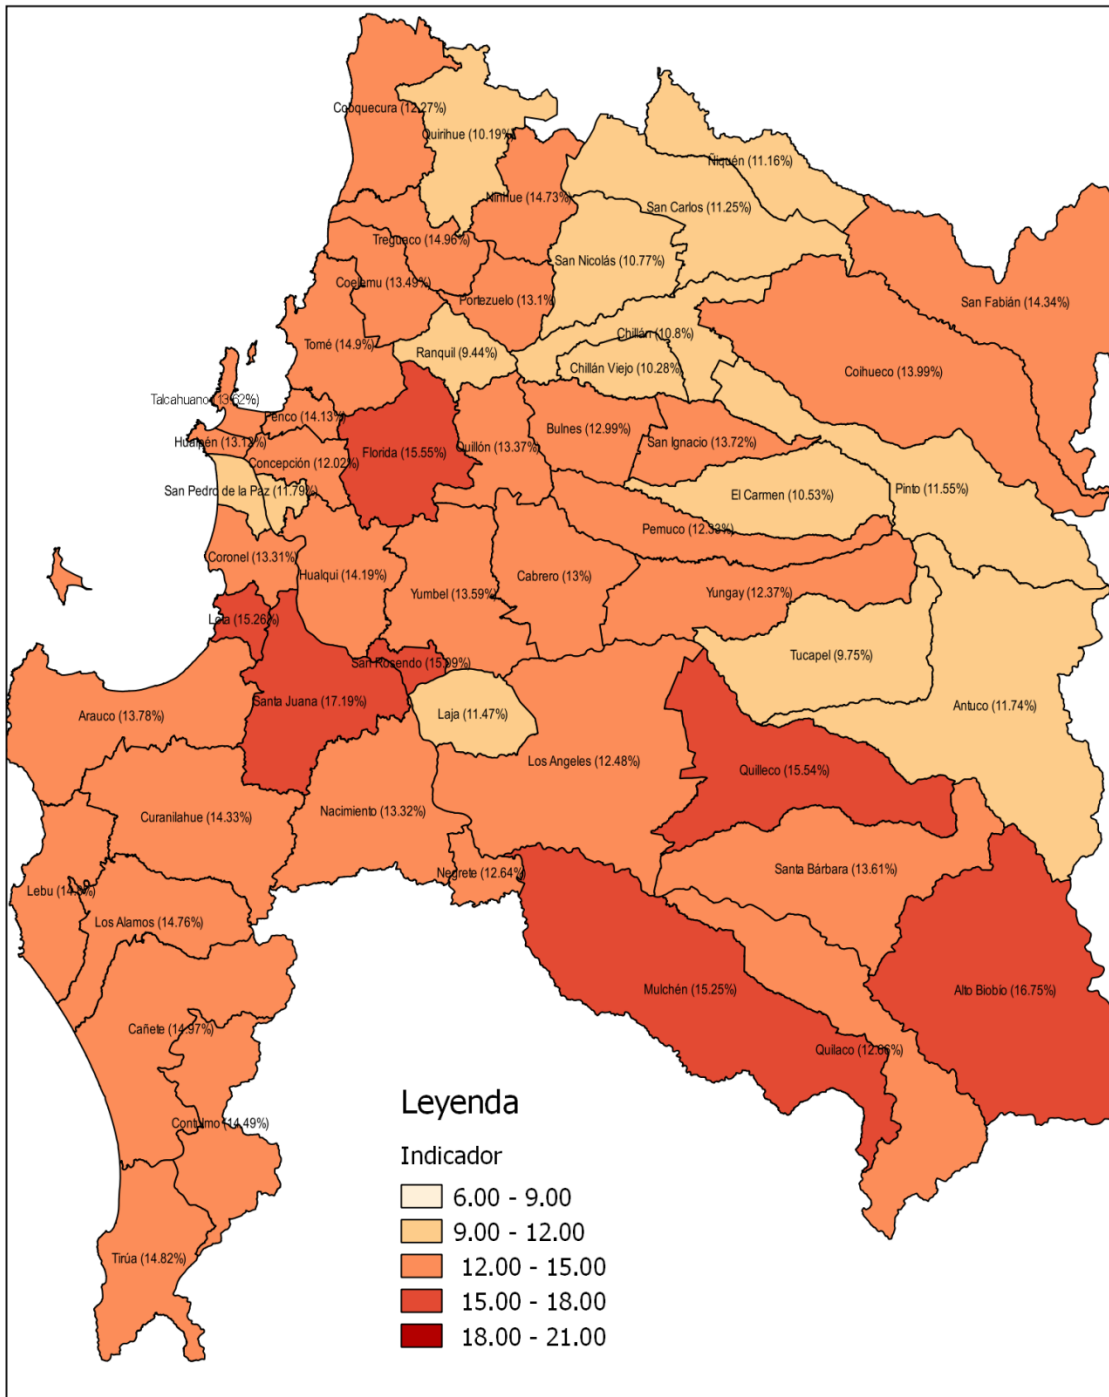 Cobquecura (12.27%)
Quirihue (10.19%)
Ñiquén (11.16%)
Ninhue (14.73%)
San Carlos (11.25%)
Treguaco (14.96%)
San Nicolás (10.77%)
Coelemu (13.49%)
Portezuelo (13.1%)
San Fabián (14.34%)
Chillán (10.8%)
Tomé (14.9%)
Ranquil (9.44%)
Chillán Viejo (10.28%)
Coihueco (13.99%)
Talcahuano (13.62%)
Penco (14.13%)
Bulnes (12.99%)
Hualpén (13.12%)
San Ignacio (13.72%)
Quillón (13.37%)
Florida (15.55%)
Concepción (12.02%)
San Pedro de la Paz (11.79%)
Pinto (11.55%)
El Carmen (10.53%)
Pemuco (12.33%)
Coronel (13.31%)
Hualqui (14.19%)
Cabrero (13%)
Yumbel (13.59%)
Yungay (12.37%)
Lota (15.26%)
Tucapel (9.75%)
San Rosendo (15.09%)
Santa Juana (17.19%)
Antuco (11.74%)
Laja (11.47%)
Arauco (13.78%)
Los Angeles (12.48%)
Quilleco (15.54%)
Nacimiento (13.32%)
Curanilahue (14.33%)
Santa Bárbara (13.61%)
Negrete (12.64%)
Lebu
Los Alamos (14.76%)
Mulchén (15.25%)
Alto Biobío (16.75%)
Cañete (14.97%)
Quilaco (12.66%)
Contulmo (14.49%)
Tirúa (14.82%)
Leyenda
Indicador
6.00 - 9.00
9.00 - 12.00
12.00 - 15.00
15.00 - 18.00
18.00 - 21.00